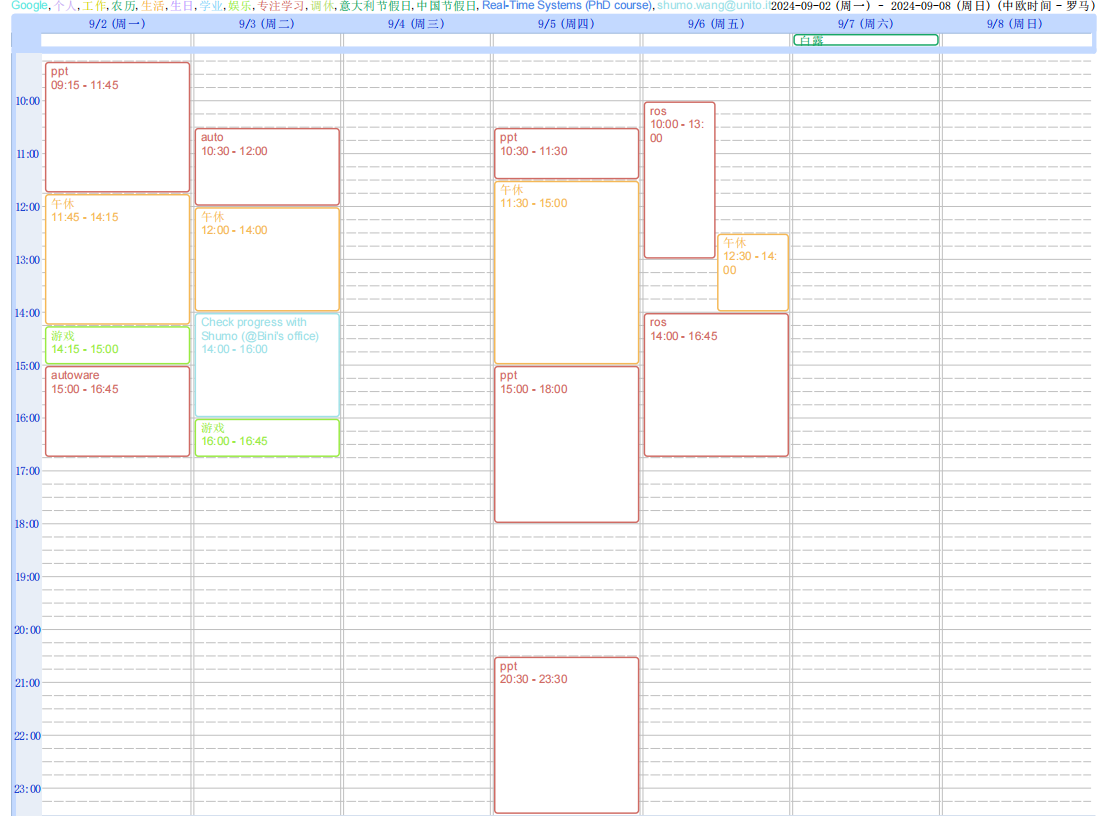 Google, 个人, 工作, 农历, 生活, 生日, 学业, 娱乐, 专注学习, 调休, 意大利节假日, 中国节假日, Real-Time Systems (PhD course), shumo.wang@unito.it
2024-09-02 (周一) - 2024-09-08 (周日) (中欧时间 - 罗马)
9/2 (周一)
9/3 (周二)
9/4 (周三)
9/5 (周四)
9/6 (周五)
9/7 (周六)
9/8 (周日)
白露
10:00
11:00
12:00
13:00
14:00
15:00
16:00
17:00
18:00
19:00
20:00
21:00
22:00
23:00
ppt
09:15 - 11:45
午休
11:45 - 14:15
游戏
14:15 - 15:00
autoware
15:00 - 16:45
auto
10:30 - 12:00
午休
12:00 - 14:00
Check progress with
Shumo (@Bini's office)
14:00 - 16:00
游戏
16:00 - 16:45
ppt
10:30 - 11:30
午休
11:30 - 15:00
ppt
15:00 - 18:00
ppt
20:30 - 23:30
ros
10:00 - 13:
00
午休
12:30 - 14:
00
ros
14:00 - 16:45